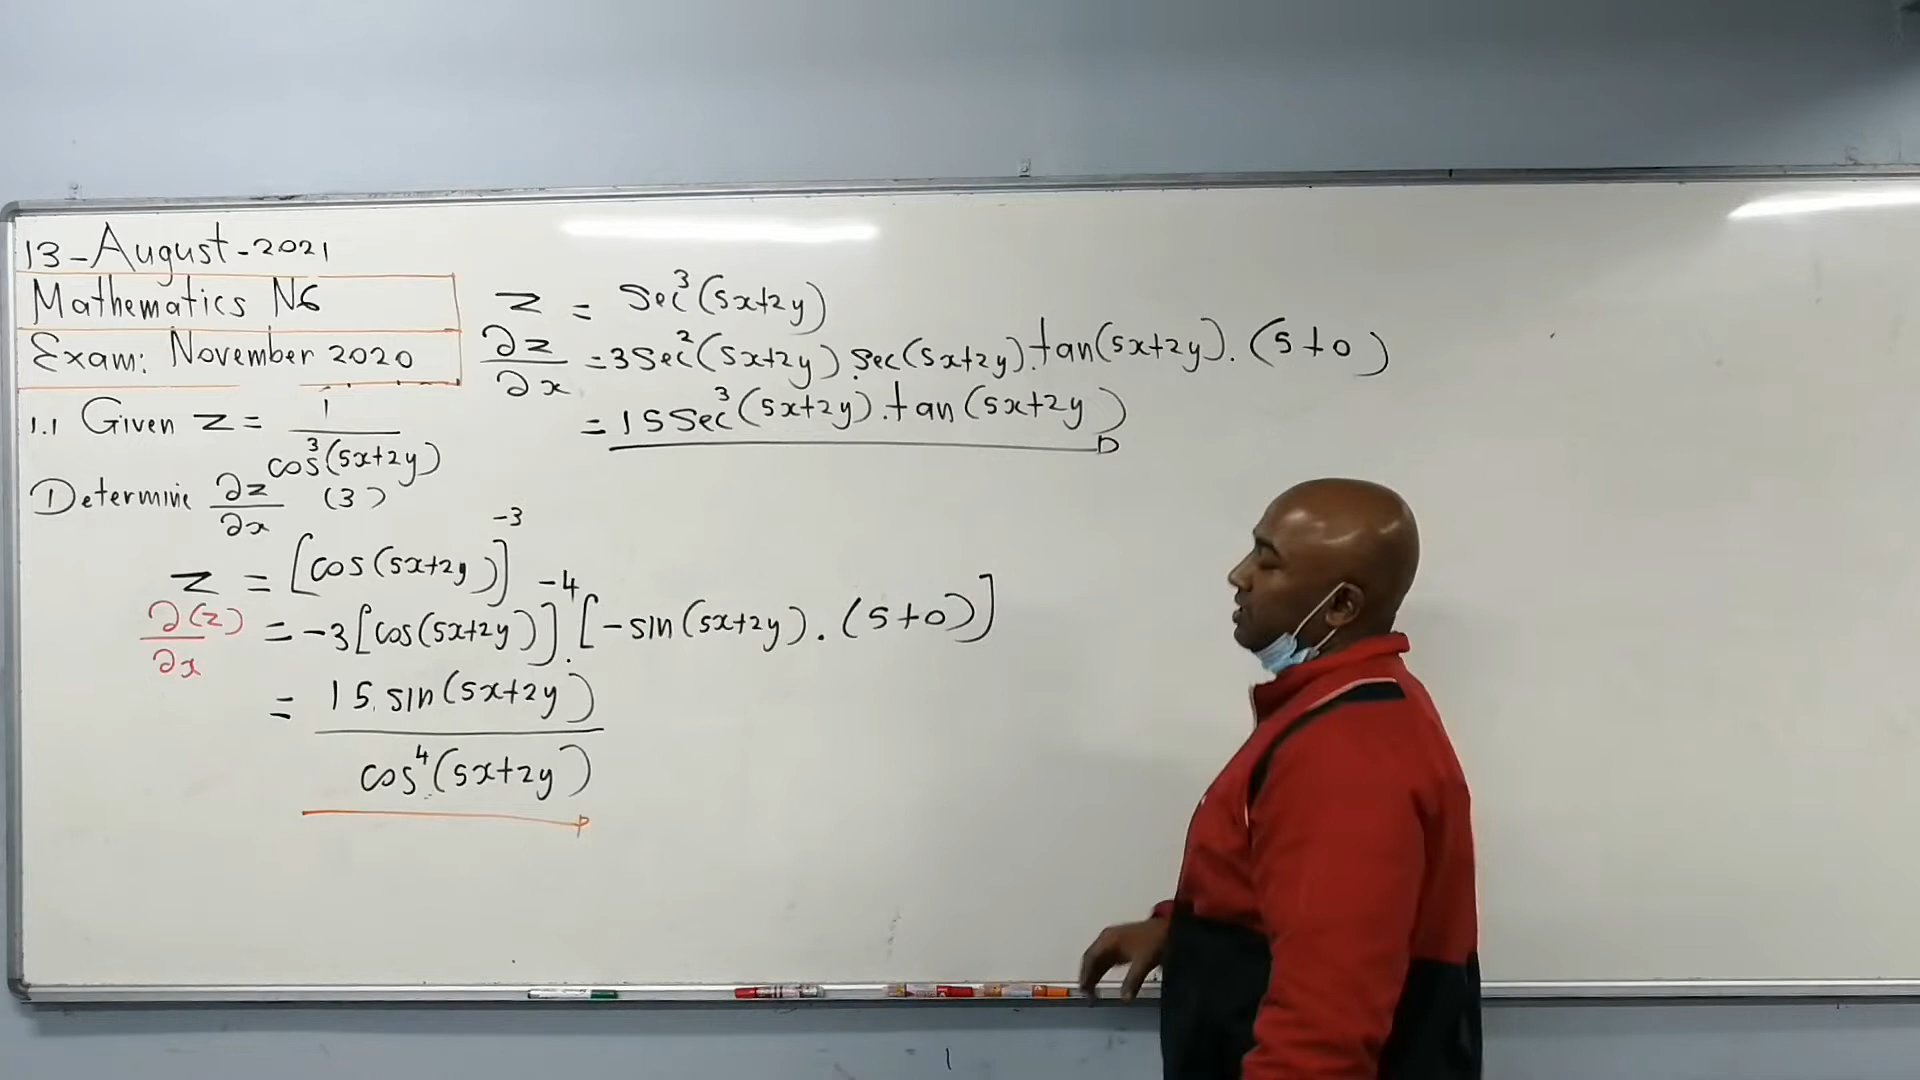 13-August-2021
Mathematics N6
Exam: November 2020
1.1 Given z = 1 / cos³(5x+2y)
Determine ∂z/∂x (3)
z = [cos(5x+2y)]⁻³
∂(z)/∂x = -3[cos(5x+2y)]⁻⁴.[-sin(5x+2y).(5+0)]
= 15.sin(5x+2y) / cos⁴(5x+2y)
z = sec³(5x+2y)
∂z/∂x = 3sec²(5x+2y).sec(5x+2y).tan(5x+2y).(5+0)
= 15sec³(5x+2y).tan(5x+2y)